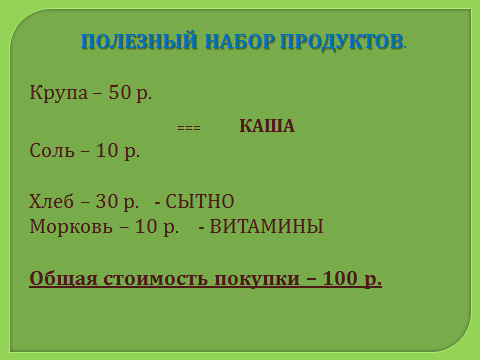 ПОЛЕЗНЫЙ НАБОР ПРОДУКТОВ.
Крупа – 50 р.
=== КАША
Соль – 10 р.
Хлеб – 30 р. - СЫТНО
Морковь – 10 р. - ВИТАМИНЫ
Общая стоимость покупки – 100 р.